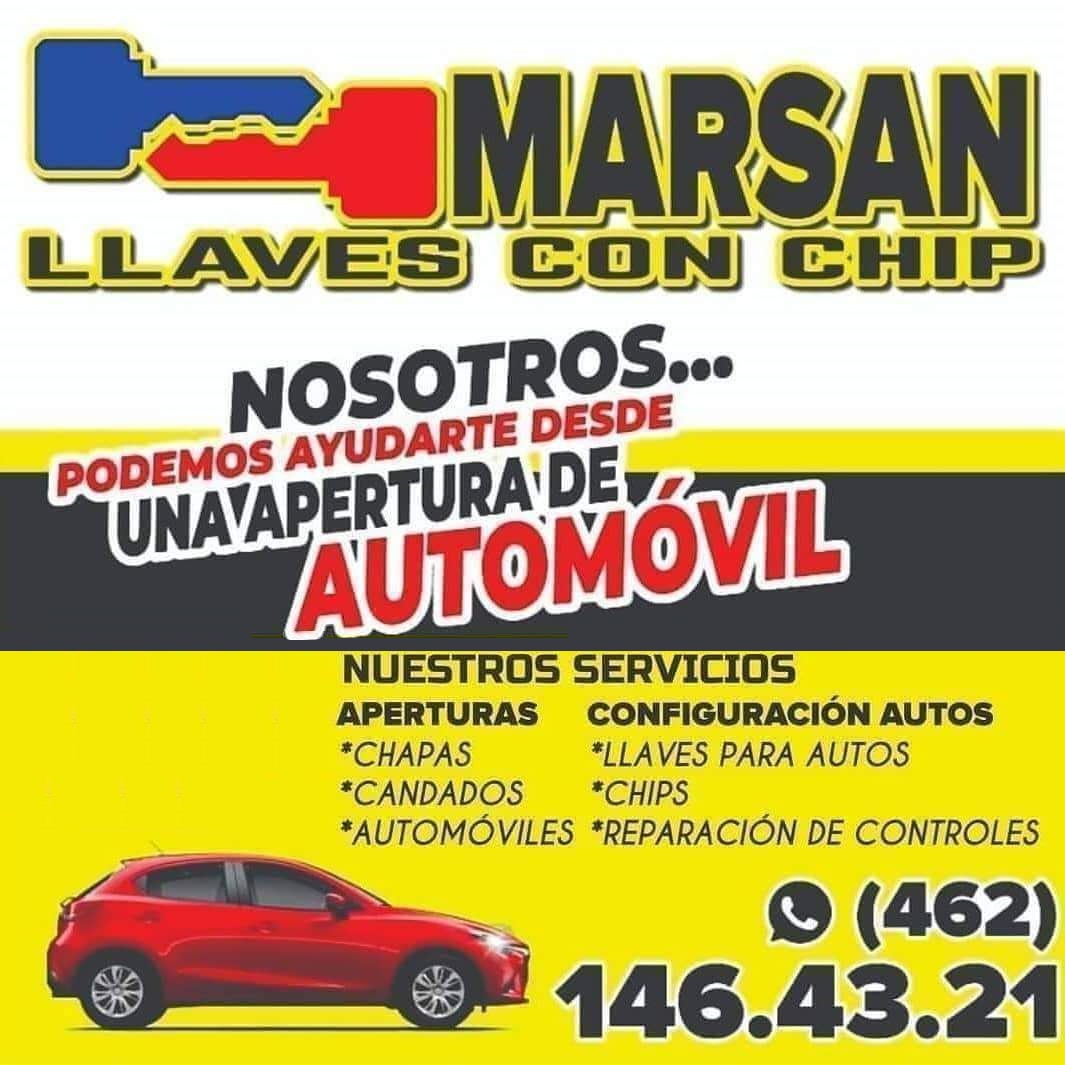 MARSAN
LLAVES CON CHIP
NOSOTROS...
PODEMOS AYUDARTE DESDE
UNA APERTURA DE
AUTOMÓVIL
NUESTROS SERVICIOS
APERTURAS
*CHAPAS
*CANDADOS
*AUTOMÓVILES
CONFIGURACIÓN AUTOS
*LLAVES PARA AUTOS
*CHIPS
*REPARACIÓN DE CONTROLES
(462)
146.43.21